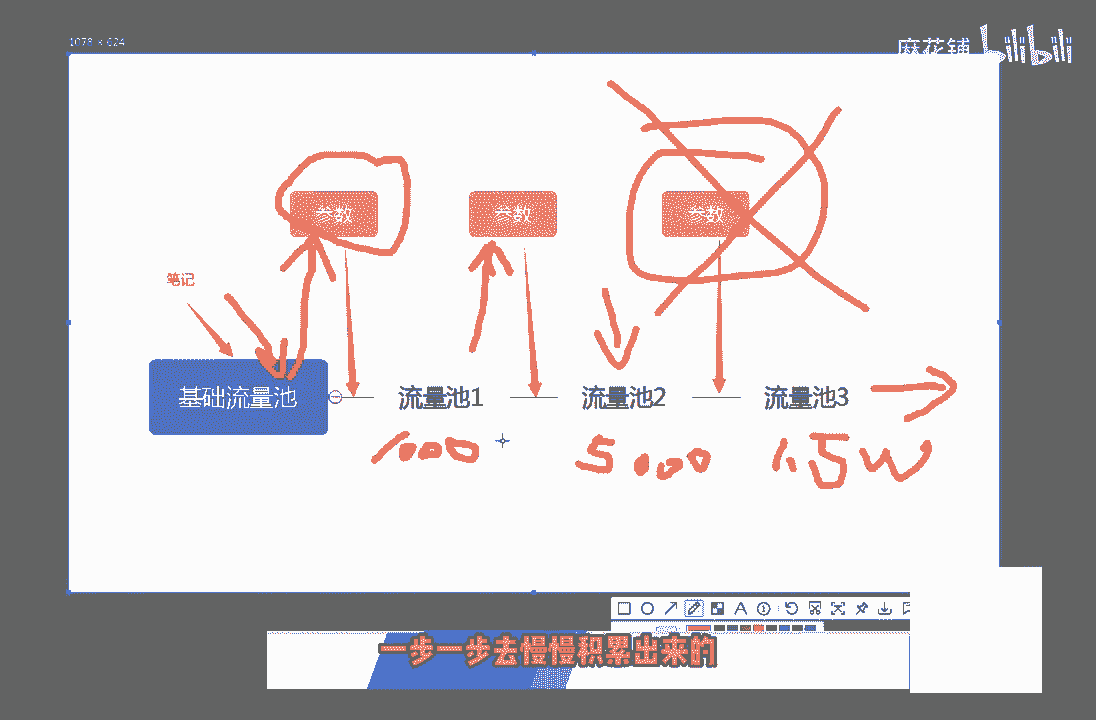 1078 x 624
麻花铺 bilibili
参数 参数 参数
笔记
基础流量池 流量池1 流量池2 流量池3
1000 5000 1.5W
一步一步去慢慢积累出来的